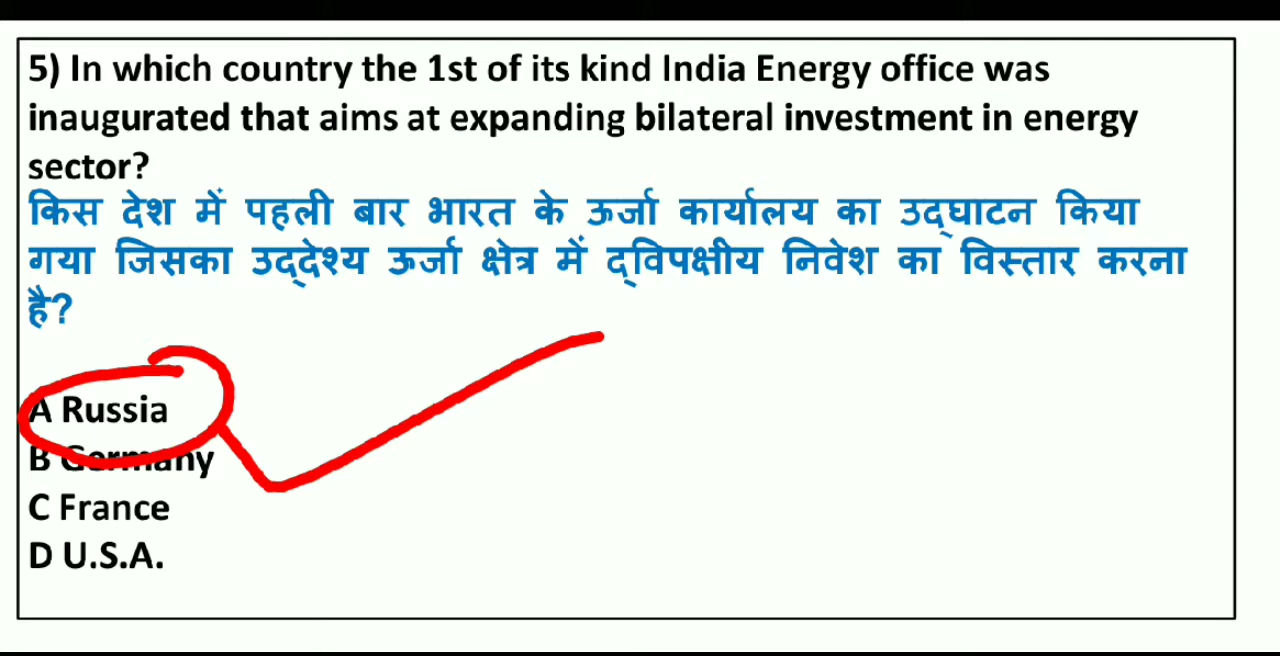 5) In which country the 1st of its kind India Energy office was
inaugurated that aims at expanding bilateral investment in energy
sector?
किस देश में पहली बार भारत के ऊर्जा कार्यालय का उद्घाटन किया
गया जिसका उद्देश्य ऊर्जा क्षेत्र में द्विपक्षीय निवेश का विस्तार करना
है?
A Russia
B Germany
C France
D U.S.A.